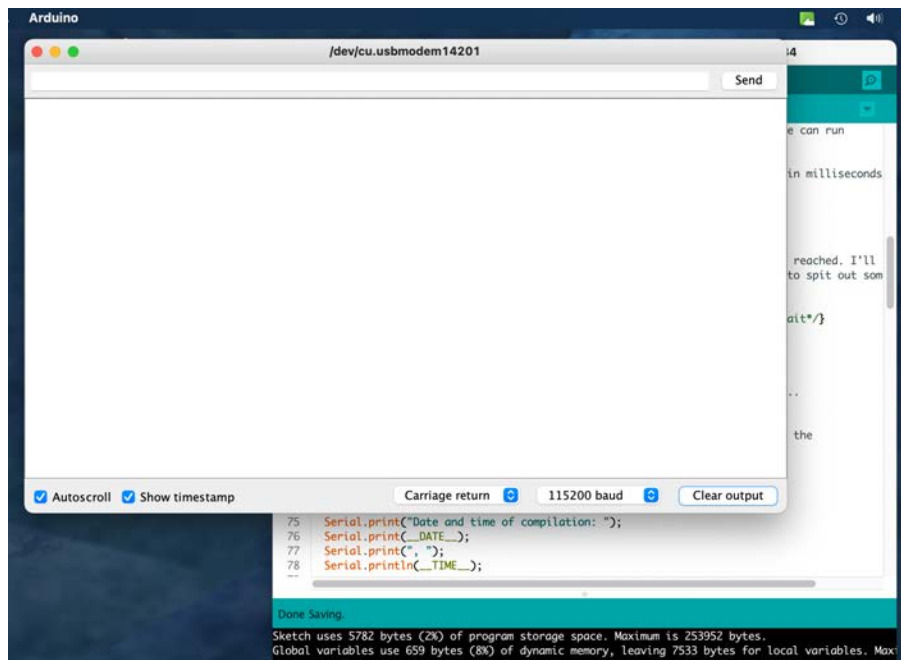 Arduino
/dev/cu.usbmodem14201
34
Send
e can run
in milliseconds
reached. I'll
to spit out som
ait*/}
..
the
Autoscroll
Show timestamp
Carriage return
115200 baud
Clear output
75 Serial.print("Date and time of compilation: ");
76 Serial.print(__DATE__);
77 Serial.print(", ");
78 Serial.println(__TIME__);
Done Saving.
Sketch uses 5782 bytes (2%) of program storage space. Maximum is 253952 bytes.
Global variables use 659 bytes (8%) of dynamic memory, leaving 7533 bytes for local variables. Max